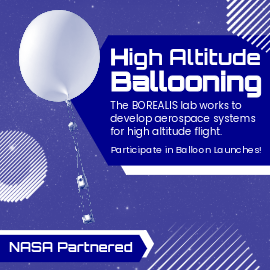 High Altitude
Ballooning
The BOREALIS lab works to
develop aerospace systems
for high altitude flight.
Participate in Balloon Launches!
NASA Partnered